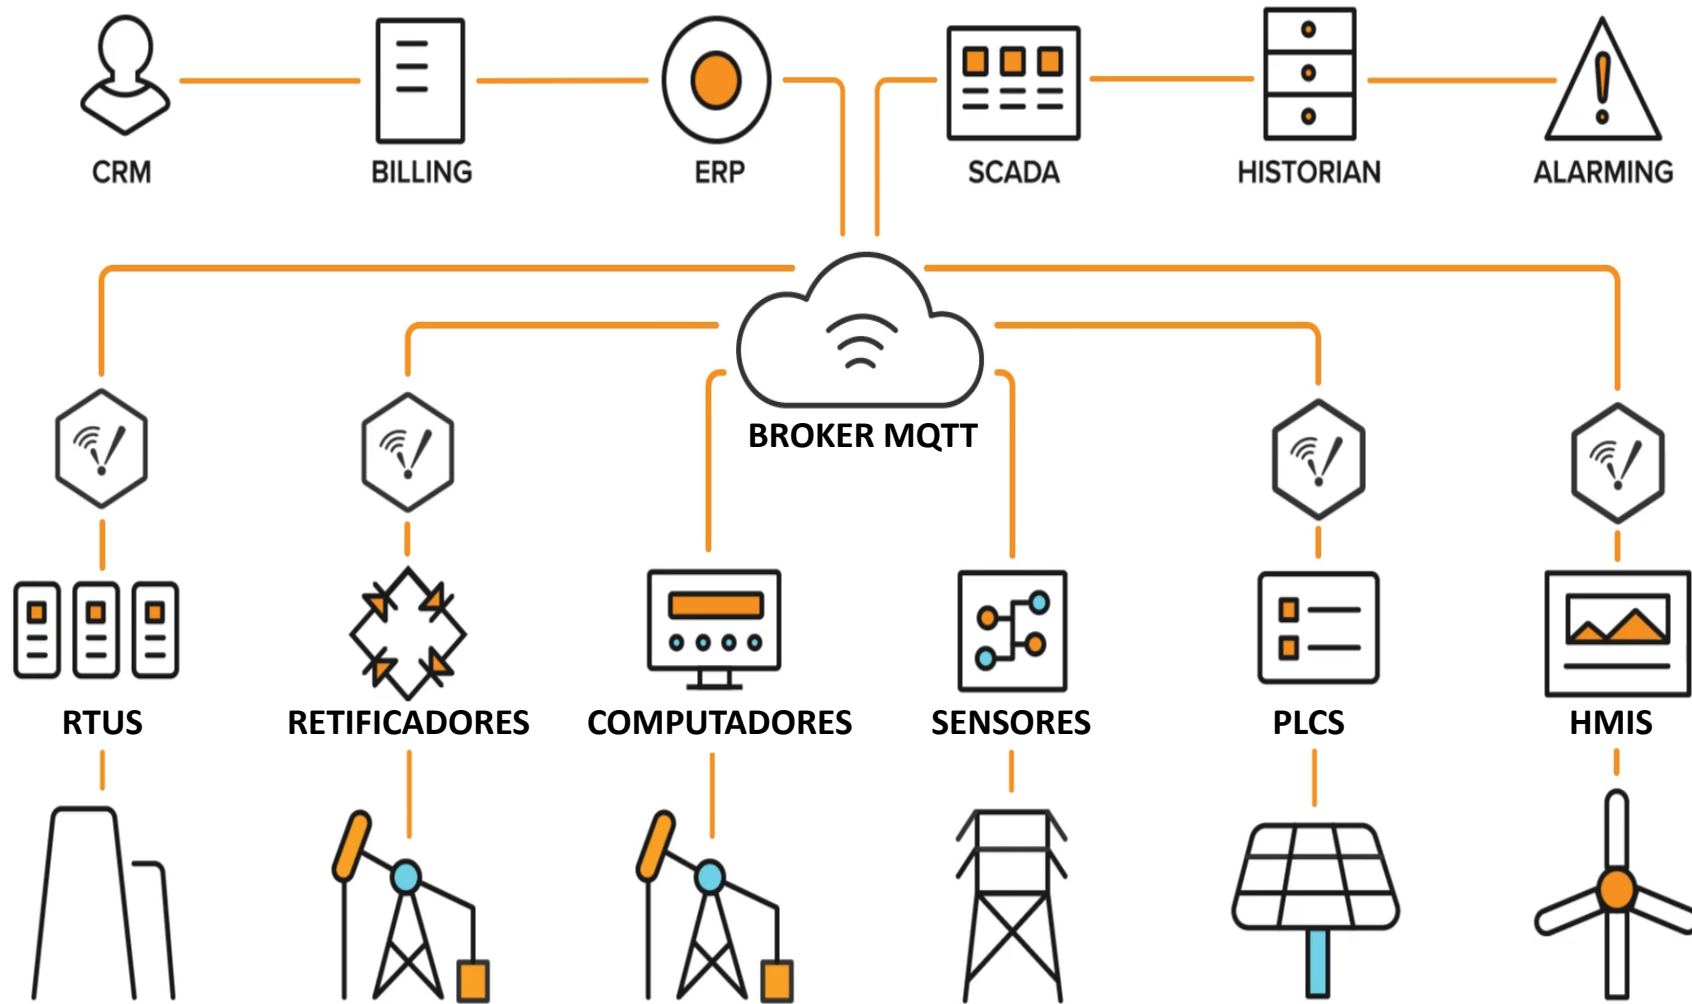 CRM
BILLING
ERP
SCADA
HISTORIAN
ALARMING
BROKER MQTT
RTUS
RETIFICADORES
COMPUTADORES
SENSORES
PLCS
HMIS